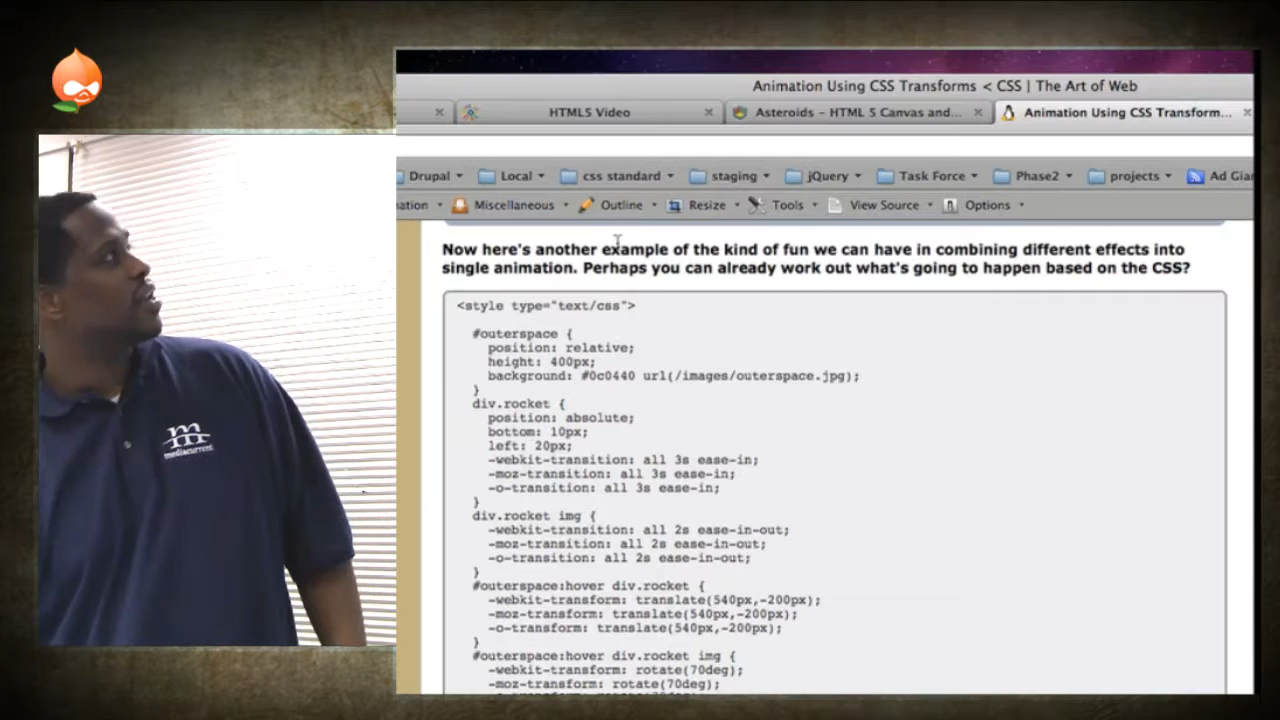 Animation Using CSS Transforms < CSS | The Art of Web
HTML5 Video
Asteroids – HTML 5 Canvas and...
Animation Using CSS Transform...
Drupal
Local
css standard
staging
jQuery
Task Force
Phase2
projects
Ad Gian
ation
Miscellaneous
Outline
Resize
Tools
View Source
Options
Now here's another example of the kind of fun we can have in combining different effects into
single animation. Perhaps you can already work out what's going to happen based on the CSS?
<style type="text/css">
#outerspace {
position: relative;
height: 400px;
background: #0c0440 url(/images/outerspace.jpg);
}
div.rocket {
position: absolute;
bottom: 10px;
left: 20px;
-webkit-transition: all 3s ease-in;
-moz-transition: all 3s ease-in;
-o-transition: all 3s ease-in;
}
div.rocket img {
-webkit-transition: all 2s ease-in-out;
-moz-transition: all 2s ease-in-out;
-o-transition: all 2s ease-in-out;
}
#outerspace:hover div.rocket {
-webkit-transform: translate(540px,-200px);
-moz-transform: translate(540px,-200px);
-o-transform: translate(540px,-200px);
}
#outerspace:hover div.rocket img {
-webkit-transform: rotate(70deg);
-moz-transform: rotate(70deg);
m
mediacurrent